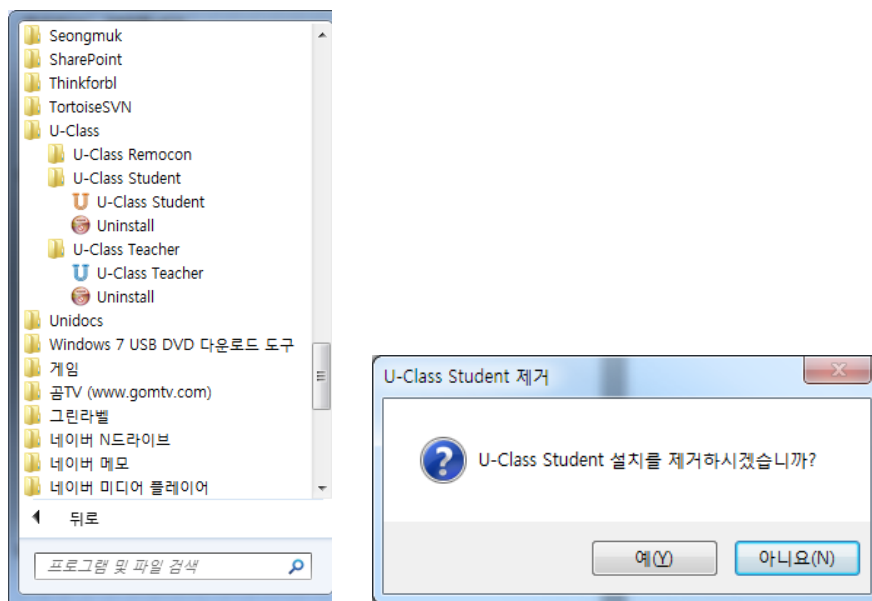 Seongmuk
SharePoint
Thinkforbl
TortoiseSVN
U-Class
U-Class Remocon
U-Class Student
U-Class Student
Uninstall
U-Class Teacher
U-Class Teacher
Uninstall
Unidocs
Windows 7 USB DVD 다운로드 도구
게임
곰TV (www.gomtv.com)
그린라벨
네이버 N드라이브
네이버 메모
네이버 미디어 플레이어
뒤로
프로그램 및 파일 검색
U-Class Student 제거
U-Class Student 설치를 제거하시겠습니까?
예(Y)
아니요(N)